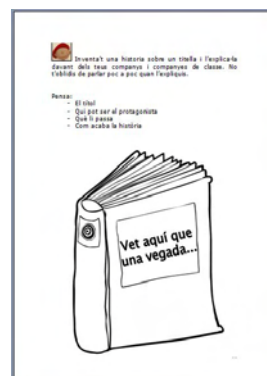 Inventa't una historia sobre un titella i l'explica-la
davant dels teus companys i companyes de classe. No
t'oblidis de parlar poc a poc quan l'expliquis.
Pensa:
- El títul
- Qui pot ser el protagonista
- Què li passa
- Com acaba la història
Vet aquí que
una vegada...